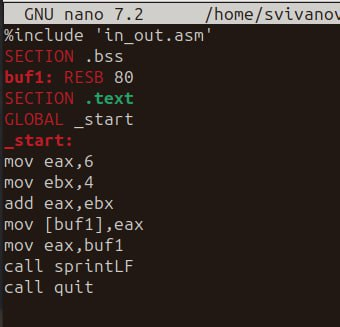 GNU nano 7.2 /home/svivanov
%include 'in_out.asm'
SECTION .bss
buf1: RESB 80
SECTION .text
GLOBAL _start
_start:
mov eax,6
mov ebx,4
add eax,ebx
mov [buf1],eax
mov eax,buf1
call sprintLF
call quit